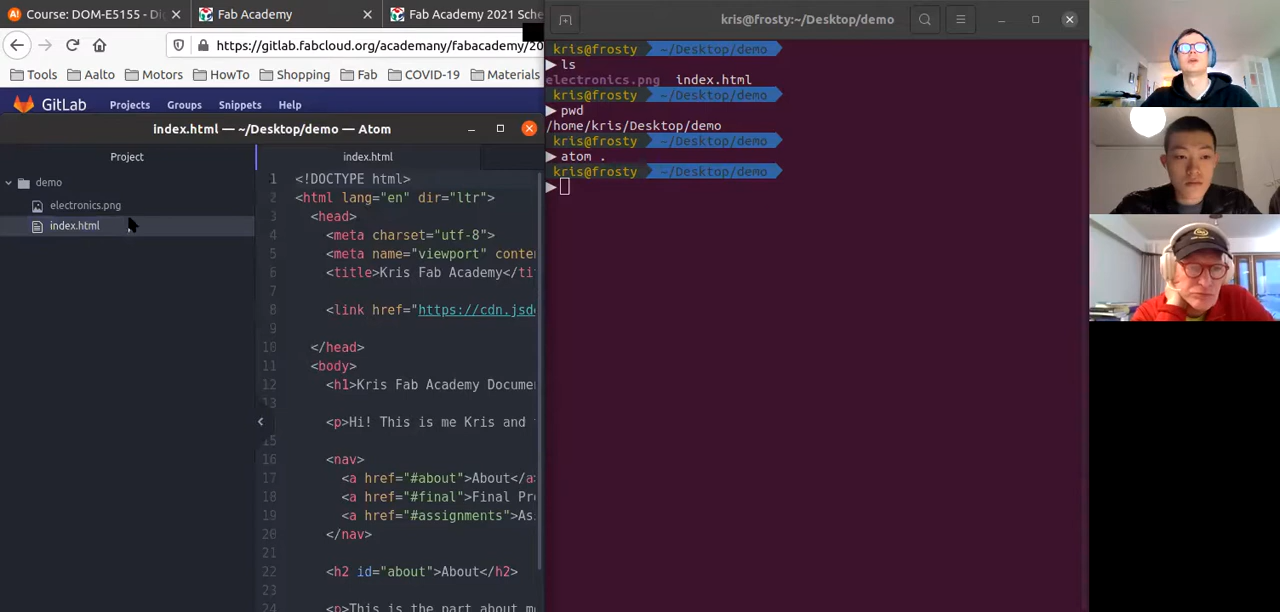 Course: DOM-E5155 - Di
Fab Academy
Fab Academy 2021 Sche
https://gitlab.fabcloud.org/academany/fabacademy/20
Tools
Aalto
Motors
HowTo
Shopping
Fab
COVID-19
Materials
GitLab
Projects
Groups
Snippets
Help
index.html — ~/Desktop/demo — Atom
Project
demo
electronics.png
index.html
index.html
1 <!DOCTYPE html>
2 <html lang="en" dir="ltr">
3 <head>
4 <meta charset="utf-8">
5 <meta name="viewport" conte
6 <title>Kris Fab Academy</ti
7
8 <link href="https://cdn.jsd
9
10 </head>
11 <body>
12 <h1>Kris Fab Academy Docume
13
<p>Hi! This is me Kris and
15
16 <nav>
17 <a href="#about">About</a
18 <a href="#final">Final Pr
19 <a href="#assignments">As
20 </nav>
21
22 <h2 id="about">About</h2>
23
24 <p>This is the part about m
kris@frosty:~/Desktop/demo
kris@frosty ~/Desktop/demo
ls
electronics.png index.html
kris@frosty ~/Desktop/demo
pwd
/home/kris/Desktop/demo
kris@frosty ~/Desktop/demo
atom .
kris@frosty ~/Desktop/demo